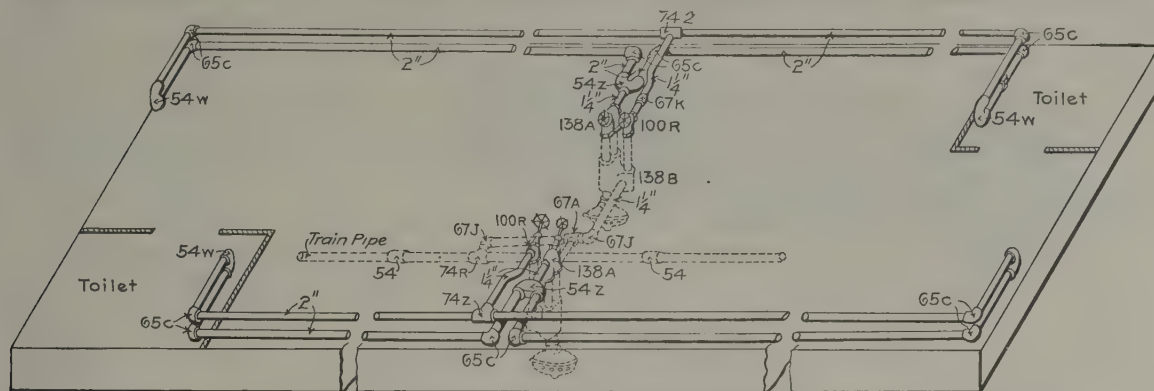 742
65C
2"
2"
65C
2"
65C
2"
54Z
1¼"
Toilet
1¼"
67K
54W
54W
138A
100R
138B
1¼"
67A
100R
67J
67J
54W
Train Pipe
138A
54
74R
54
1¼"
54Z
Toilet
2"
74Z
65C
65C
65C